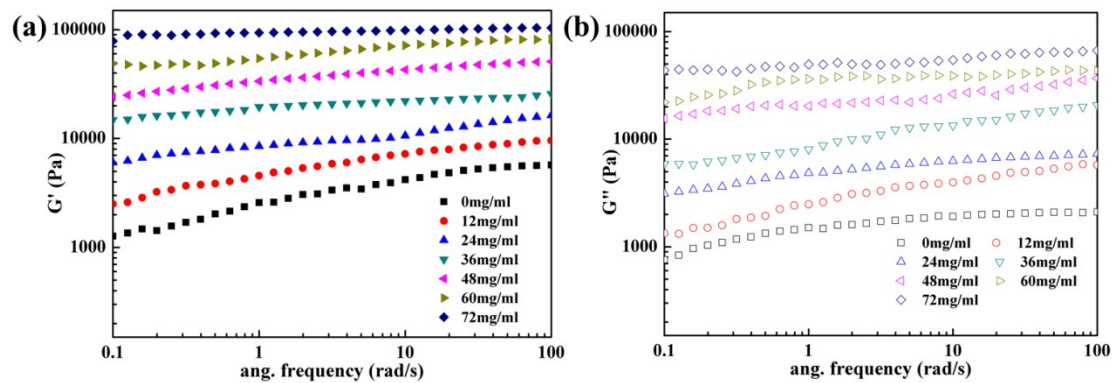 (a)
G' (Pa)
100000
10000
1000
0mg/ml
12mg/ml
24mg/ml
36mg/ml
48mg/ml
60mg/ml
72mg/ml
0.1 1 10 100
ang. frequency (rad/s)
(b)
G'' (Pa)
100000
10000
1000
0mg/ml 12mg/ml
24mg/ml 36mg/ml
48mg/ml 60mg/ml
72mg/ml
0.1 1 10 100
ang. frequency (rad/s)